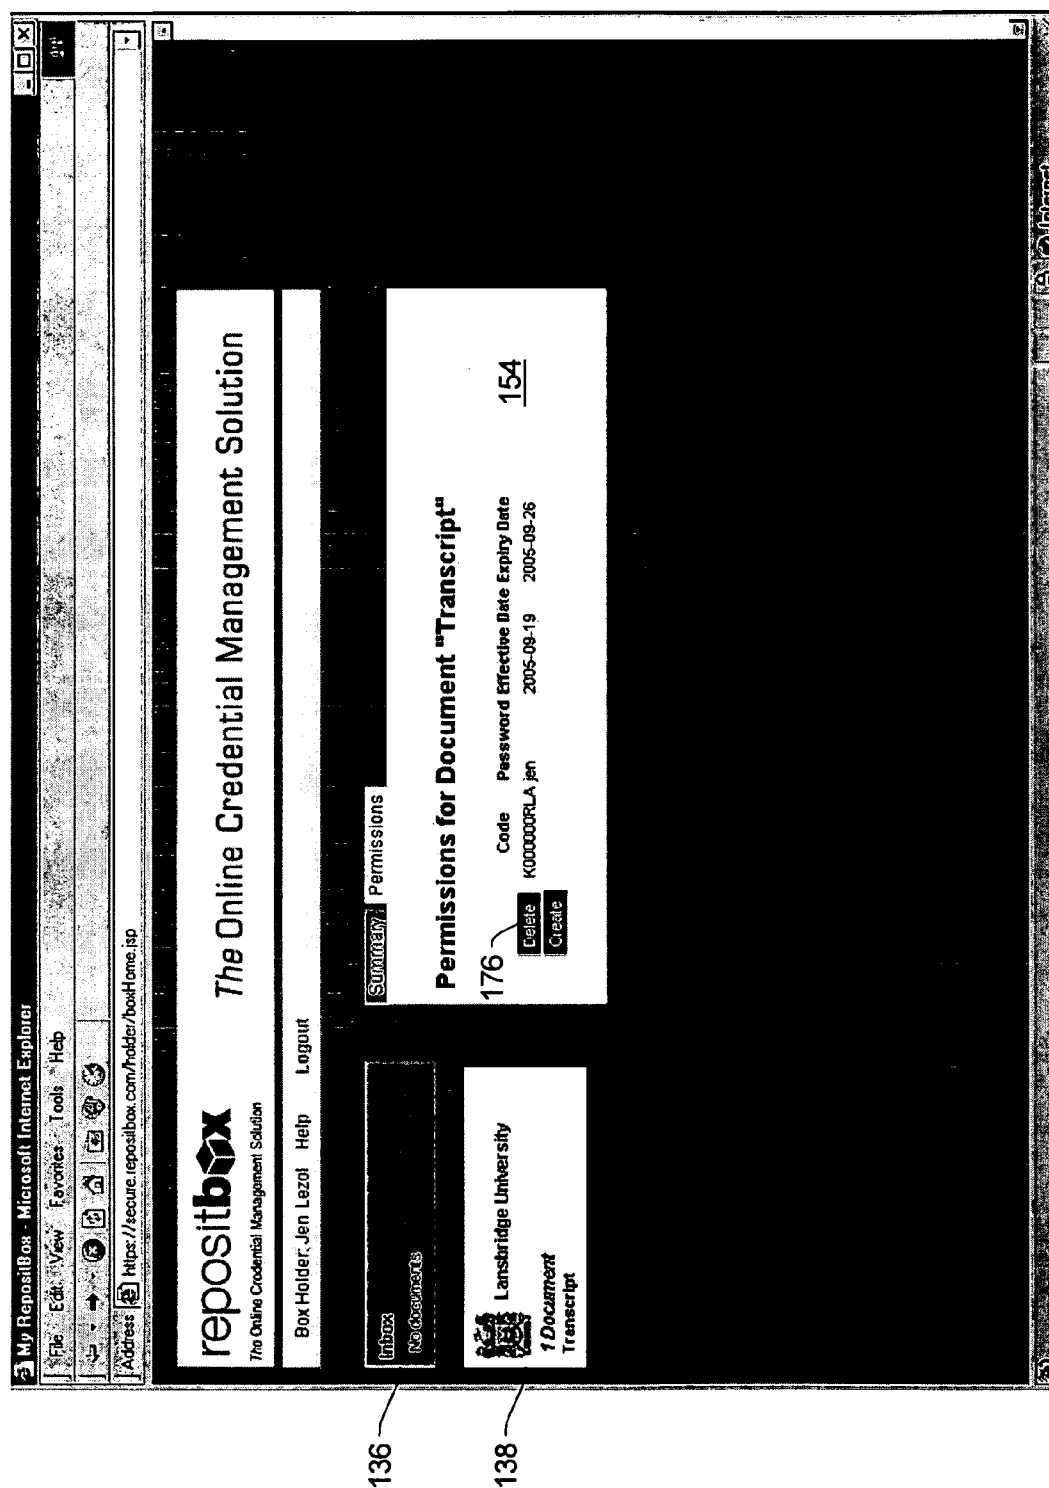 My RepositBox - Microsoft Internet Explorer
File Edit View Favorites Tools Help
Address https://secure.repositbox.com/holder/boxHome.jsp
repositbox
The Online Credential Management Solution
The Online Credential Management Solution
Box Holder: Jen Lezol Help Logout
136
Inbox
No documents
138
Lansbridge University
1 Document
Transcript
Summary Permissions
Permissions for Document "Transcript"
176
Code Password Effective Date Expiry Date
Delete K000000RLA jen 2005-09-19 2005-09-26
Create
154
Internet